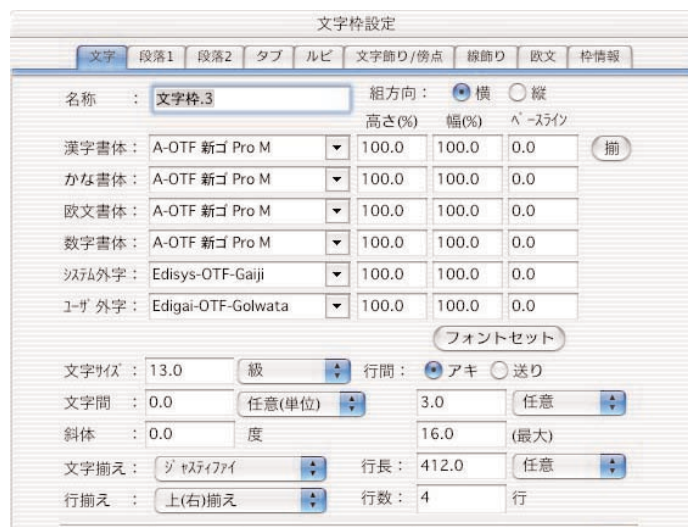 文字枠設定
文字 段落1 段落2 タブ ルビ 文字飾り/傍点 線飾り 欧文 枠情報
名称 : 文字枠.3 組方向: 横 縦
高さ(%) 幅(%) ベースライン
漢字書体: A-OTF 新ゴ Pro M 100.0 100.0 0.0 揃
かな書体: A-OTF 新ゴ Pro M 100.0 100.0 0.0
欧文書体: A-OTF 新ゴ Pro M 100.0 100.0 0.0
数字書体: A-OTF 新ゴ Pro M 100.0 100.0 0.0
システム外字: Edisys-OTF-Gaiji 100.0 100.0 0.0
ユーザ外字: Edigai-OTF-Golwata 100.0 100.0 0.0
フォントセット
文字サイズ: 13.0 級 行間: アキ 送り
文字間 : 0.0 任意(単位) 3.0 任意
斜体 : 0.0 度 16.0 (最大)
文字揃え: ジャスティファイ 行長: 412.0 任意
行揃え : 上(右)揃え 行数: 4 行